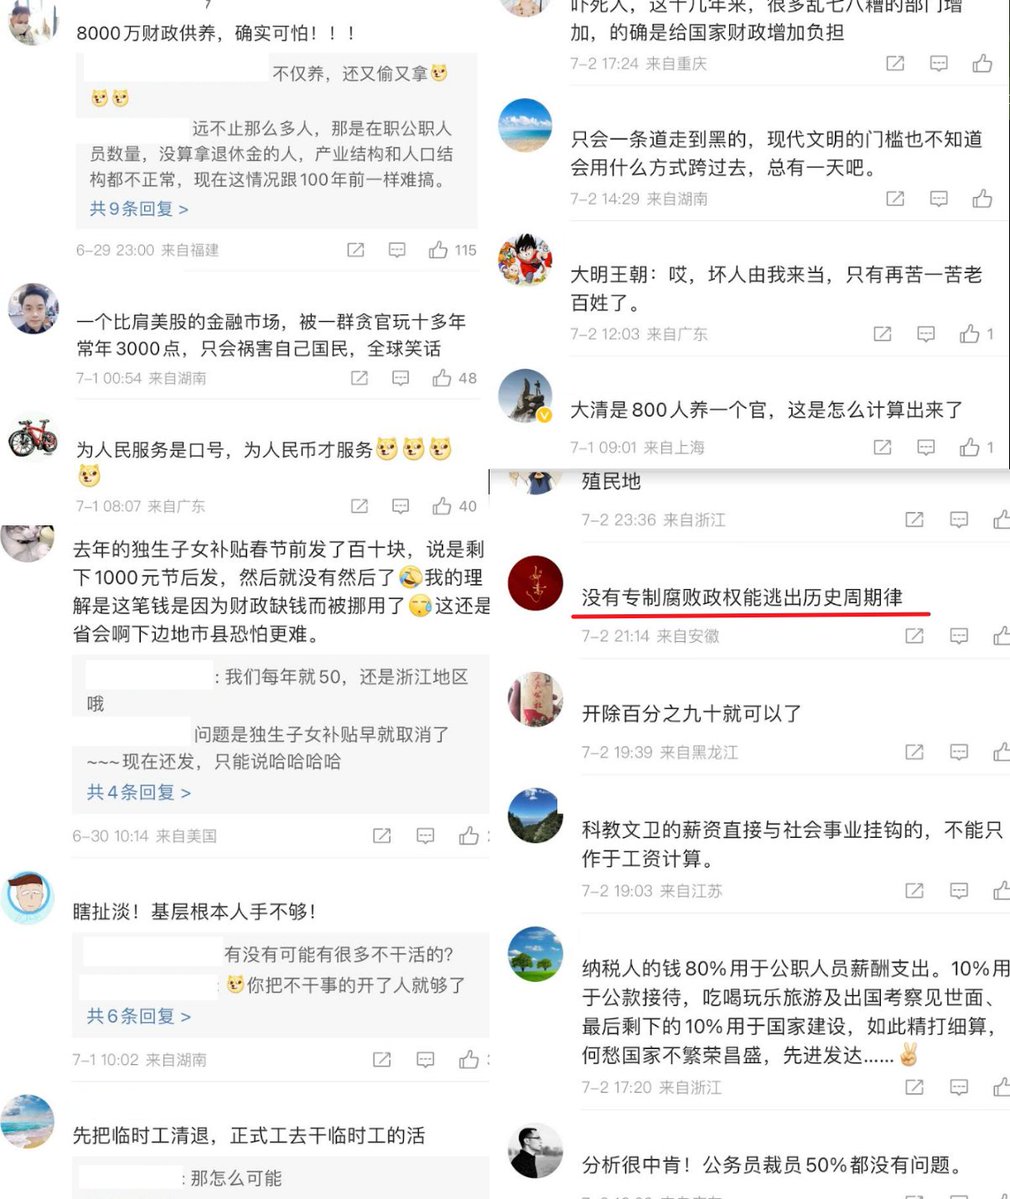 8000万财政供养，确实可怕！！！
不仅养，还又偷又拿
远不止那么多人，那是在职公职人
员数量，没算拿退休金的人，产业结构和人口结
构都不正常，现在这情况跟100年前一样难搞。
共9条回复 >
6-29 23:00 来自福建
115
一个比肩美股的金融市场，被一群贪官玩十多年
常年3000点，只会祸害自己国民，全球笑话
7-1 00:54 来自湖南
48
为人民服务是口号，为人民币才服务
7-1 08:07 来自广东
40
去年的独生子女补贴春节前发了百十块，说是剩
下1000元节后发，然后就没有然后了🤣我的理
解是这笔钱是因为财政缺钱而被挪用了😪这还是
省会啊下边地市县恐怕更难。
: 我们每年就50，还是浙江地区
哦
问题是独生子女补贴早就取消了
~~~现在还发，只能说哈哈哈哈
共4条回复 >
6-30 10:14 来自美国
瞎扯淡！基层根本人手不够！
有没有可能有很多不干活的?
: 你把不干事的开了人就够了
共6条回复 >
7-1 10:02 来自湖南
先把临时工清退，正式工去干临时工的活
: 那怎么可能
吓死人，这十几年来，很多乱七八糟的部门增
加，的确是给国家财政增加负担
7-2 17:24 来自重庆
只会一条道走到黑的，现代文明的门槛也不知道
会用什么方式跨过去，总有一天吧。
7-2 14:29 来自湖南
大明王朝：哎，坏人由我来当，只有再苦一苦老
百姓了。
7-2 12:03 来自广东
1
大清是800人养一个官，这是怎么计算出来了
7-1 09:01 来自上海
1
殖民地
7-2 23:36 来自浙江
没有专制腐败政权能逃出历史周期律
7-2 21:14 来自安徽
开除百分之九十就可以了
7-2 19:39 来自黑龙江
科教文卫的薪资直接与社会事业挂钩的，不能只
作于工资计算。
7-2 19:03 来自江苏
纳税人的钱80%用于公职人员薪酬支出。10%用
于公款接待，吃喝玩乐旅游及出国考察见世面、
最后剩下的10%用于国家建设，如此精打细算，
何愁国家不繁荣昌盛，先进发达……✌
7-2 17:20 来自浙江
分析很中肯！公务员裁员50%都没有问题。